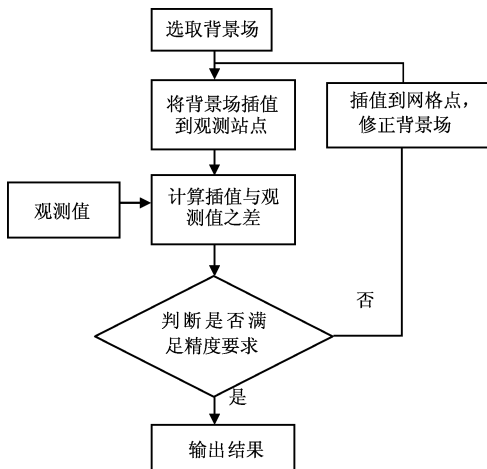 选取背景场
将背景场插值
到观测站点
插值到网格点，
修正背景场
观测值
计算插值与观
测值之差
否
判断是否满
足精度要求
是
输出结果